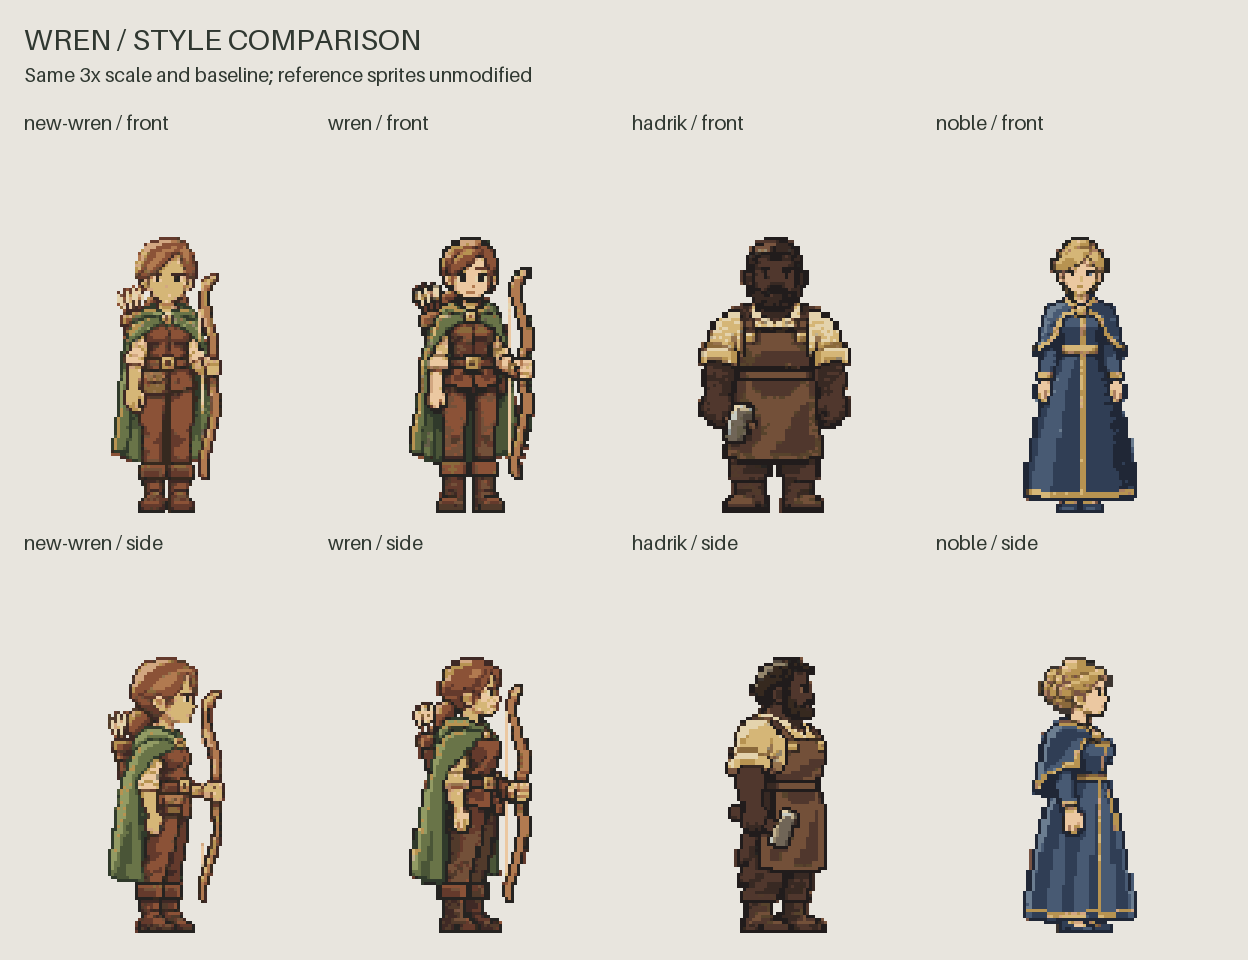 WREN / STYLE COMPARISON
Same 3x scale and baseline; reference sprites unmodified
new-wren / front
wren / front
hadrik / front
noble / front
new-wren / side
wren / side
hadrik / side
noble / side